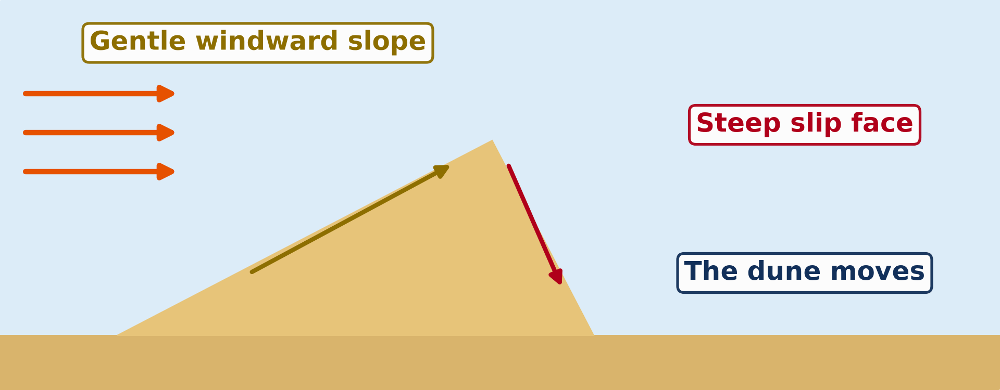 Gentle windward slope
Steep slip face
The dune moves